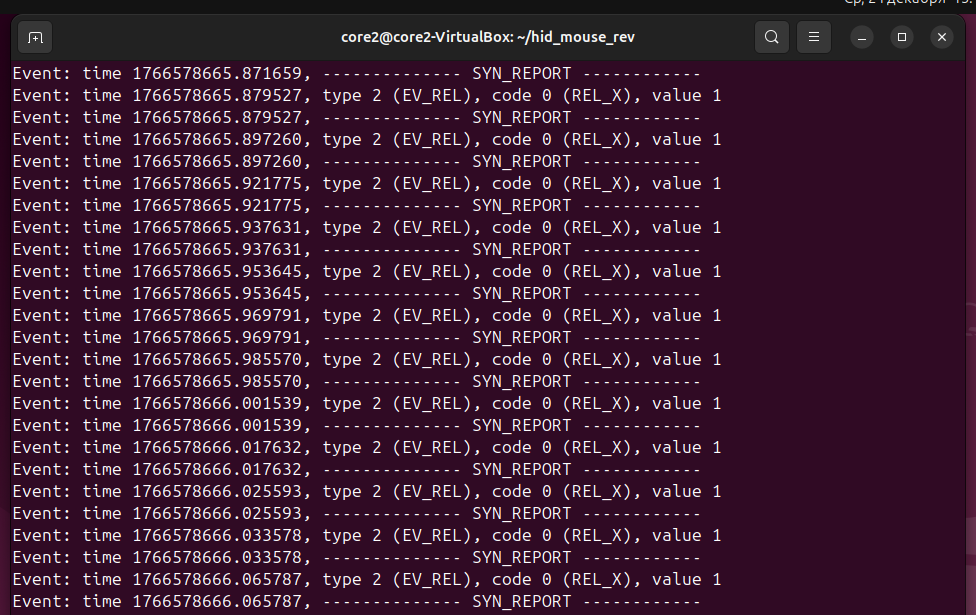 core2@core2-VirtualBox: ~/hid_mouse_rev
Event: time 1766578665.871659, -------------- SYN_REPORT ------------
Event: time 1766578665.879527, type 2 (EV_REL), code 0 (REL_X), value 1
Event: time 1766578665.879527, -------------- SYN_REPORT ------------
Event: time 1766578665.897260, type 2 (EV_REL), code 0 (REL_X), value 1
Event: time 1766578665.897260, -------------- SYN_REPORT ------------
Event: time 1766578665.921775, type 2 (EV_REL), code 0 (REL_X), value 1
Event: time 1766578665.921775, -------------- SYN_REPORT ------------
Event: time 1766578665.937631, type 2 (EV_REL), code 0 (REL_X), value 1
Event: time 1766578665.937631, -------------- SYN_REPORT ------------
Event: time 1766578665.953645, type 2 (EV_REL), code 0 (REL_X), value 1
Event: time 1766578665.953645, -------------- SYN_REPORT ------------
Event: time 1766578665.969791, type 2 (EV_REL), code 0 (REL_X), value 1
Event: time 1766578665.969791, -------------- SYN_REPORT ------------
Event: time 1766578665.985570, type 2 (EV_REL), code 0 (REL_X), value 1
Event: time 1766578665.985570, -------------- SYN_REPORT ------------
Event: time 1766578666.001539, type 2 (EV_REL), code 0 (REL_X), value 1
Event: time 1766578666.001539, -------------- SYN_REPORT ------------
Event: time 1766578666.017632, type 2 (EV_REL), code 0 (REL_X), value 1
Event: time 1766578666.017632, -------------- SYN_REPORT ------------
Event: time 1766578666.025593, type 2 (EV_REL), code 0 (REL_X), value 1
Event: time 1766578666.025593, -------------- SYN_REPORT ------------
Event: time 1766578666.033578, type 2 (EV_REL), code 0 (REL_X), value 1
Event: time 1766578666.033578, -------------- SYN_REPORT ------------
Event: time 1766578666.065787, type 2 (EV_REL), code 0 (REL_X), value 1
Event: time 1766578666.065787, -------------- SYN_REPORT ------------